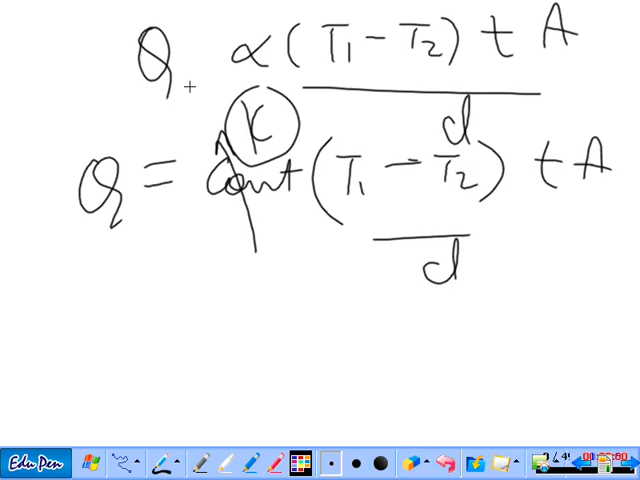 Q ∝ (T₁ - T₂) t A
d
K
Q = const (T₁ - T₂) t A
d
Edu Pen